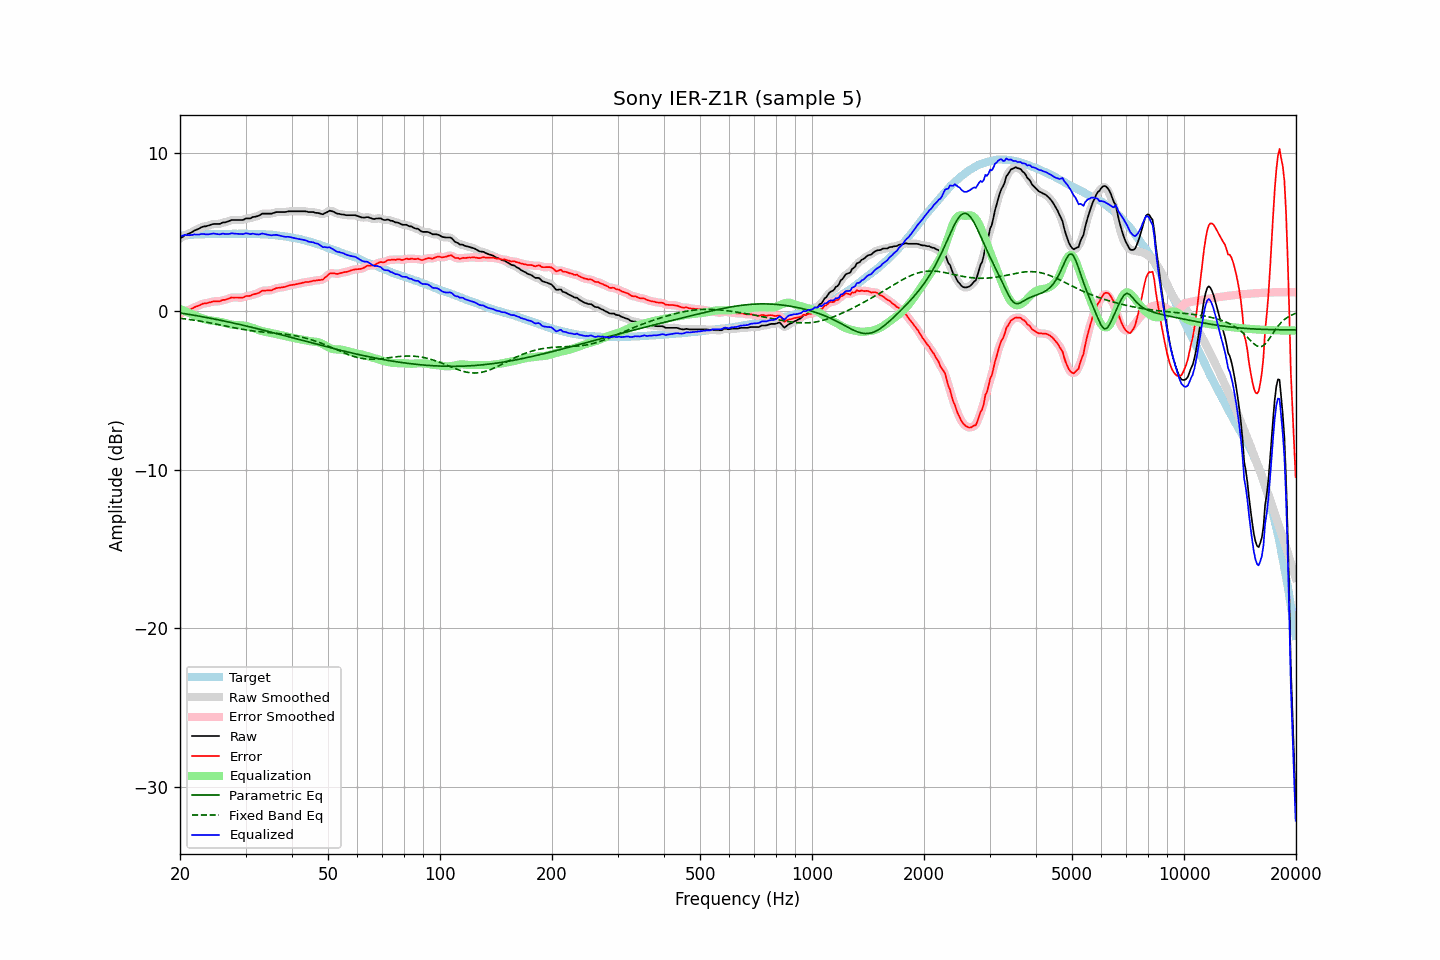 Sony IER-Z1R (sample 5)
10
0
−10
−20
−30
Amplitude (dBr)
Target
Raw Smoothed
Error Smoothed
Raw
Error
Equalization
Parametric Eq
Fixed Band Eq
Equalized
20 50 100 200 500 1000 2000 5000 10000 20000
Frequency (Hz)